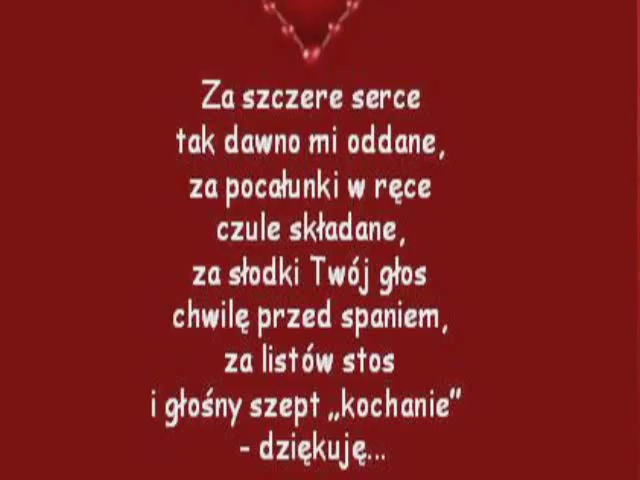 Za szczere serce
tak dawno mi oddane,
za pocałunki w ręce
czule składane,
za słodki Twój głos
chwilę przed spaniem,
za listów stos
i głośny szept „kochanie”
- dziękuję...